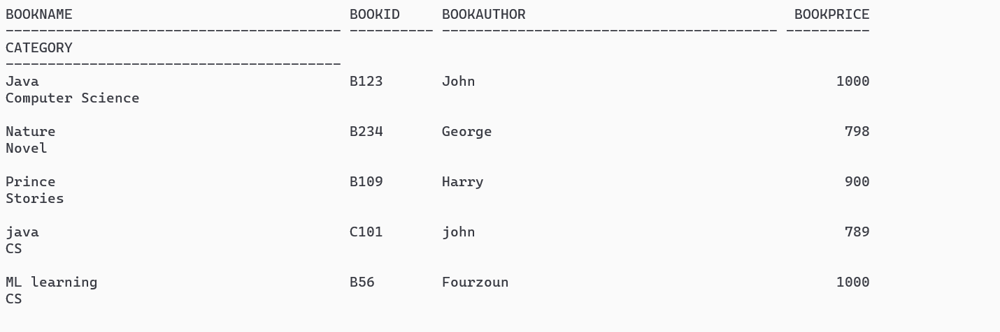 BOOKNAME                                 BOOKID     BOOKAUTHOR                                BOOKPRICE
---------------------------------------- ---------- ---------------------------------------- ----------
CATEGORY
----------------------------------------
Java                                     B123       John                                           1000
Computer Science
Nature                                   B234       George                                          798
Novel
Prince                                   B109       Harry                                           900
Stories
java                                     C101       john                                            789
CS
ML learning                              B56        Fourzoun                                       1000
CS